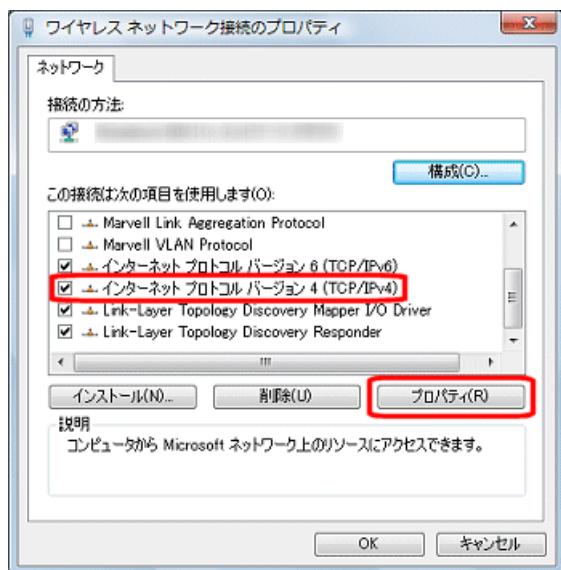 ワイヤレス ネットワーク接続のプロパティ
ネットワーク
接続の方法:
構成(C)...
この接続は次の項目を使用します(O):
Marvell Link Aggregation Protocol
Marvell VLAN Protocol
インターネット プロトコル バージョン 6 (TCP/IPv6)
インターネット プロトコル バージョン 4 (TCP/IPv4)
Link-Layer Topology Discovery Mapper I/O Driver
Link-Layer Topology Discovery Responder
インストール(N)... 削除(U) プロパティ(R)
説明
コンピュータから Microsoft ネットワーク上のリソースにアクセスできます。
OK キャンセル